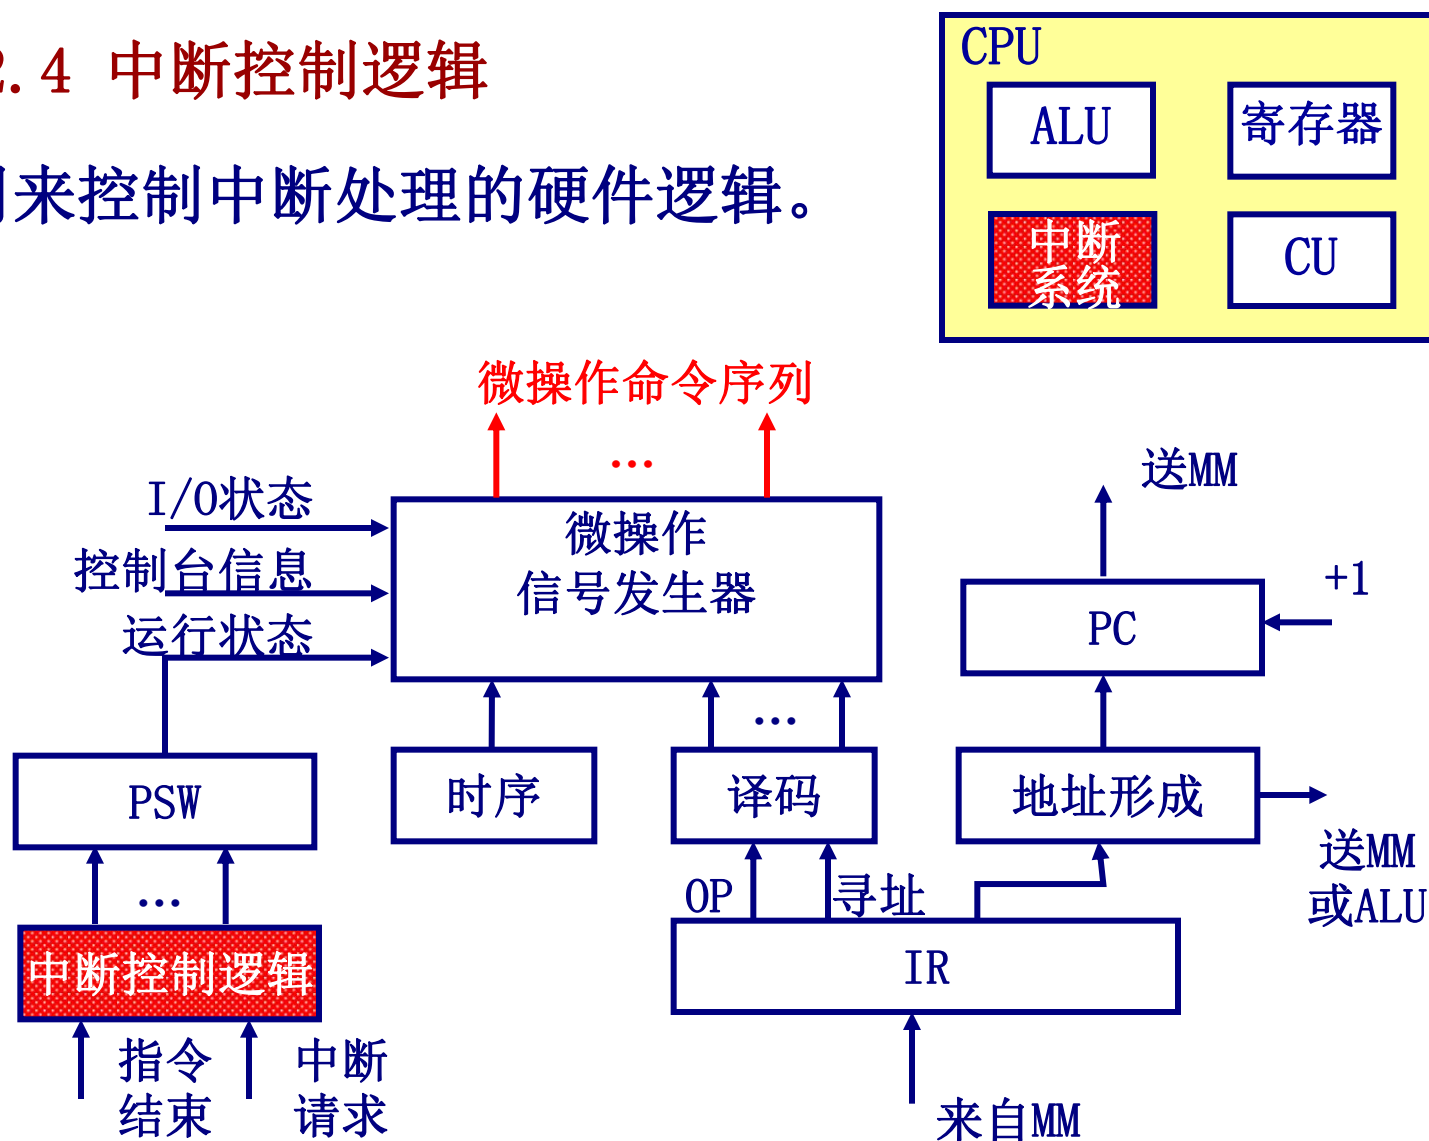 2.4 中断控制逻辑
来控制中断处理的硬件逻辑。
CPU
ALU
寄存器
中断
系统
CU
微操作命令序列
...
I/O状态
控制台信息
运行状态
微操作
信号发生器
送MM
+1
PC
...
PSW
时序
译码
地址形成
送MM
或ALU
...
OP
寻址
中断控制逻辑
IR
指令
结束
中断
请求
来自MM